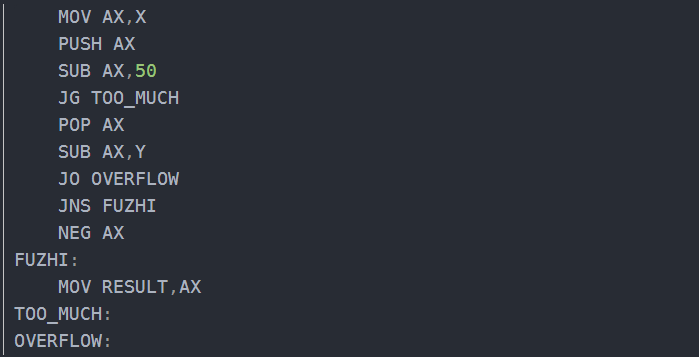 MOV AX,X
PUSH AX
SUB AX,50
JG TOO_MUCH
POP AX
SUB AX,Y
JO OVERFLOW
JNS FUZHI
NEG AX
FUZHI:
MOV RESULT,AX
TOO_MUCH:
OVERFLOW: